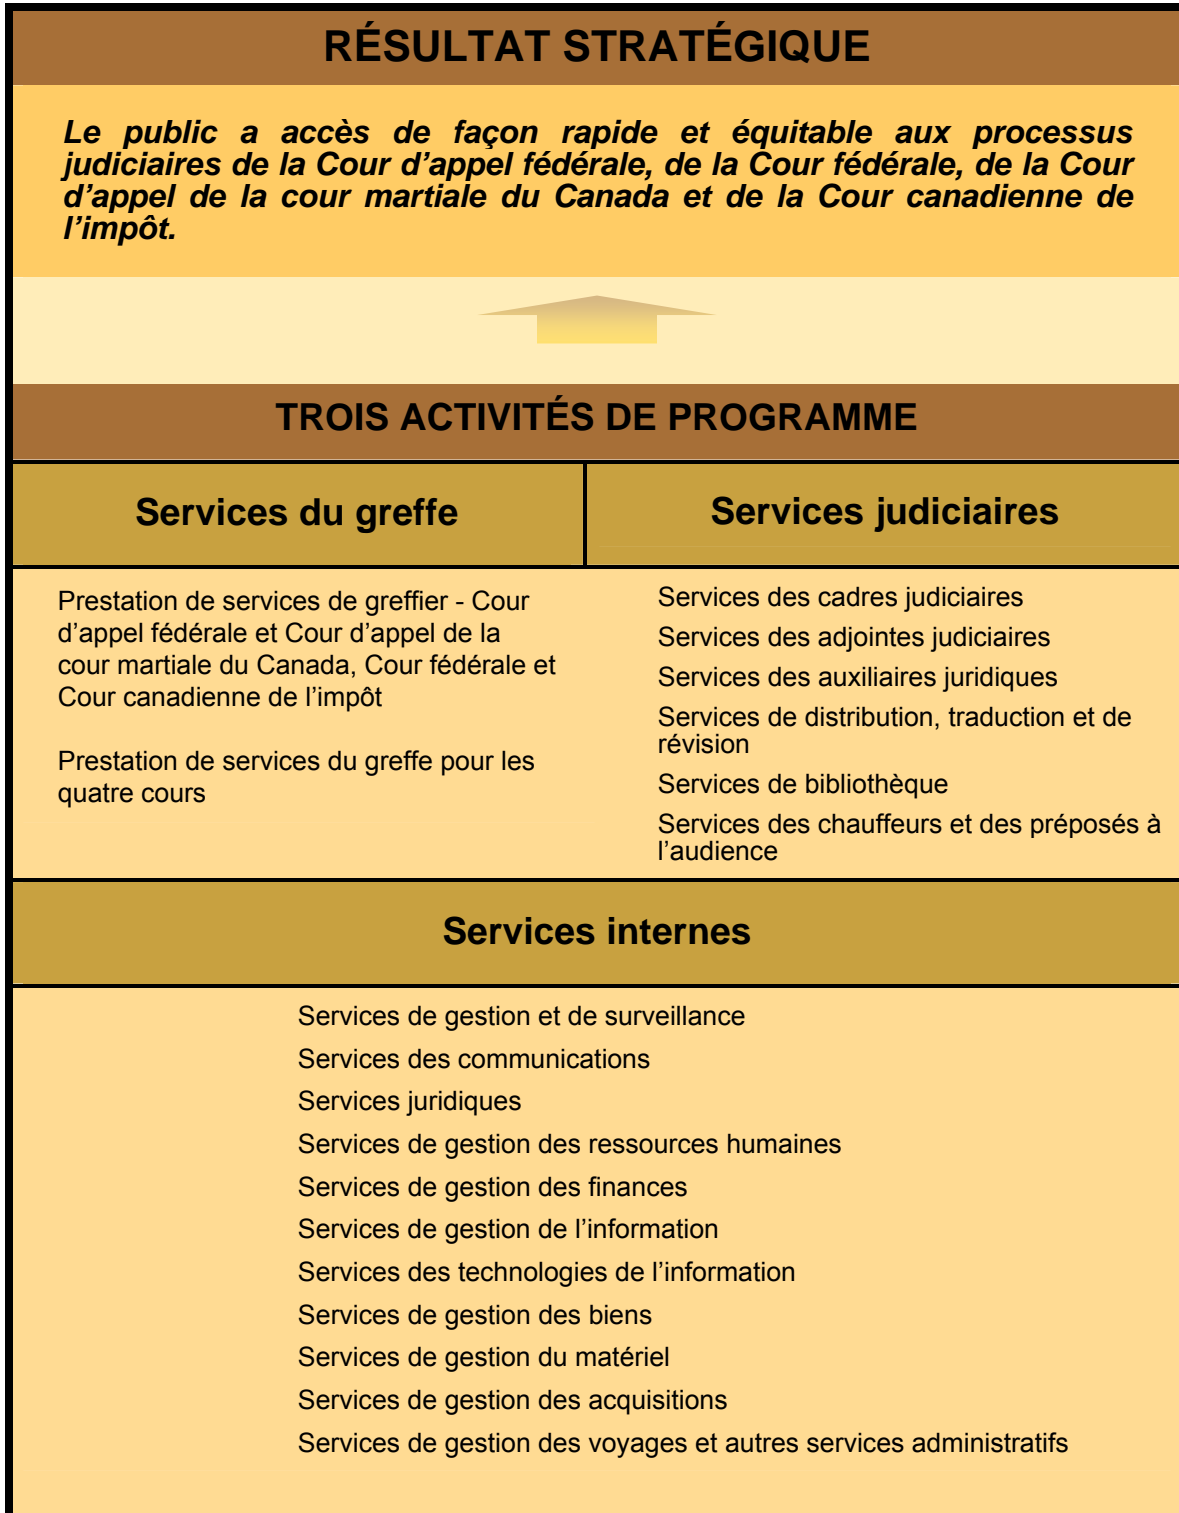 RÉSULTAT STRATÉGIQUE
Le public a accès de façon rapide et équitable aux processus
judiciaires de la Cour d’appel fédérale, de la Cour fédérale, de la Cour
d’appel de la cour martiale du Canada et de la Cour canadienne de
l’impôt.
TROIS ACTIVITÉS DE PROGRAMME
Services du greffe
Prestation de services de greffier - Cour
d’appel fédérale et Cour d’appel de la
cour martiale du Canada, Cour fédérale et
Cour canadienne de l’impôt
Prestation de services du greffe pour les
quatre cours
Services judiciaires
Services des cadres judiciaires
Services des adjointes judiciaires
Services des auxiliaires juridiques
Services de distribution, traduction et de
révision
Services de bibliothèque
Services des chauffeurs et des préposés à
l’audience
Services internes
Services de gestion et de surveillance
Services des communications
Services juridiques
Services de gestion des ressources humaines
Services de gestion des finances
Services de gestion de l’information
Services des technologies de l’information
Services de gestion des biens
Services de gestion du matériel
Services de gestion des acquisitions
Services de gestion des voyages et autres services administratifs